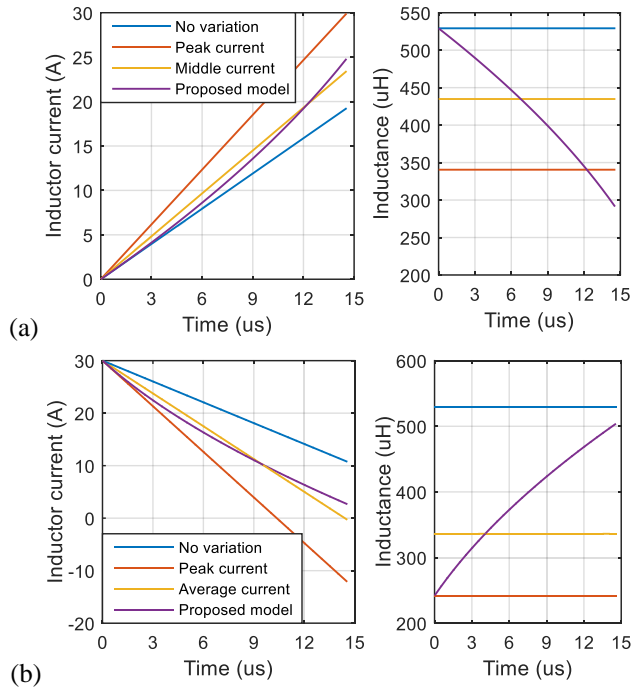 30
25
20
15
10
5
0
Inductor current (A)
No variation
Peak current
Middle current
Proposed model
0 3 6 9 12 15
Time (us)
550
500
450
400
350
300
250
200
Inductance (uH)
0 3 6 9 12 15
Time (us)
(a)
30
20
10
0
-10
-20
Inductor current (A)
No variation
Peak current
Average current
Proposed model
0 3 6 9 12 15
Time (us)
600
500
400
300
200
Inductance (uH)
0 3 6 9 12 15
Time (us)
(b)